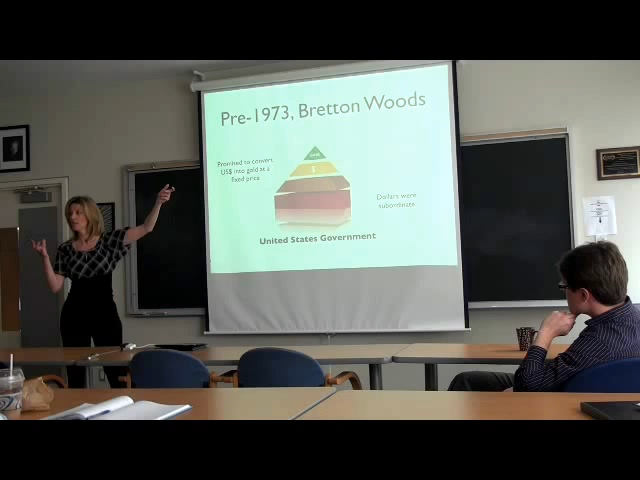 Pre-1973, Bretton Woods
Promised to convert
US$ into gold at a
fixed price
$
Dollars were
subordinate
United States Government